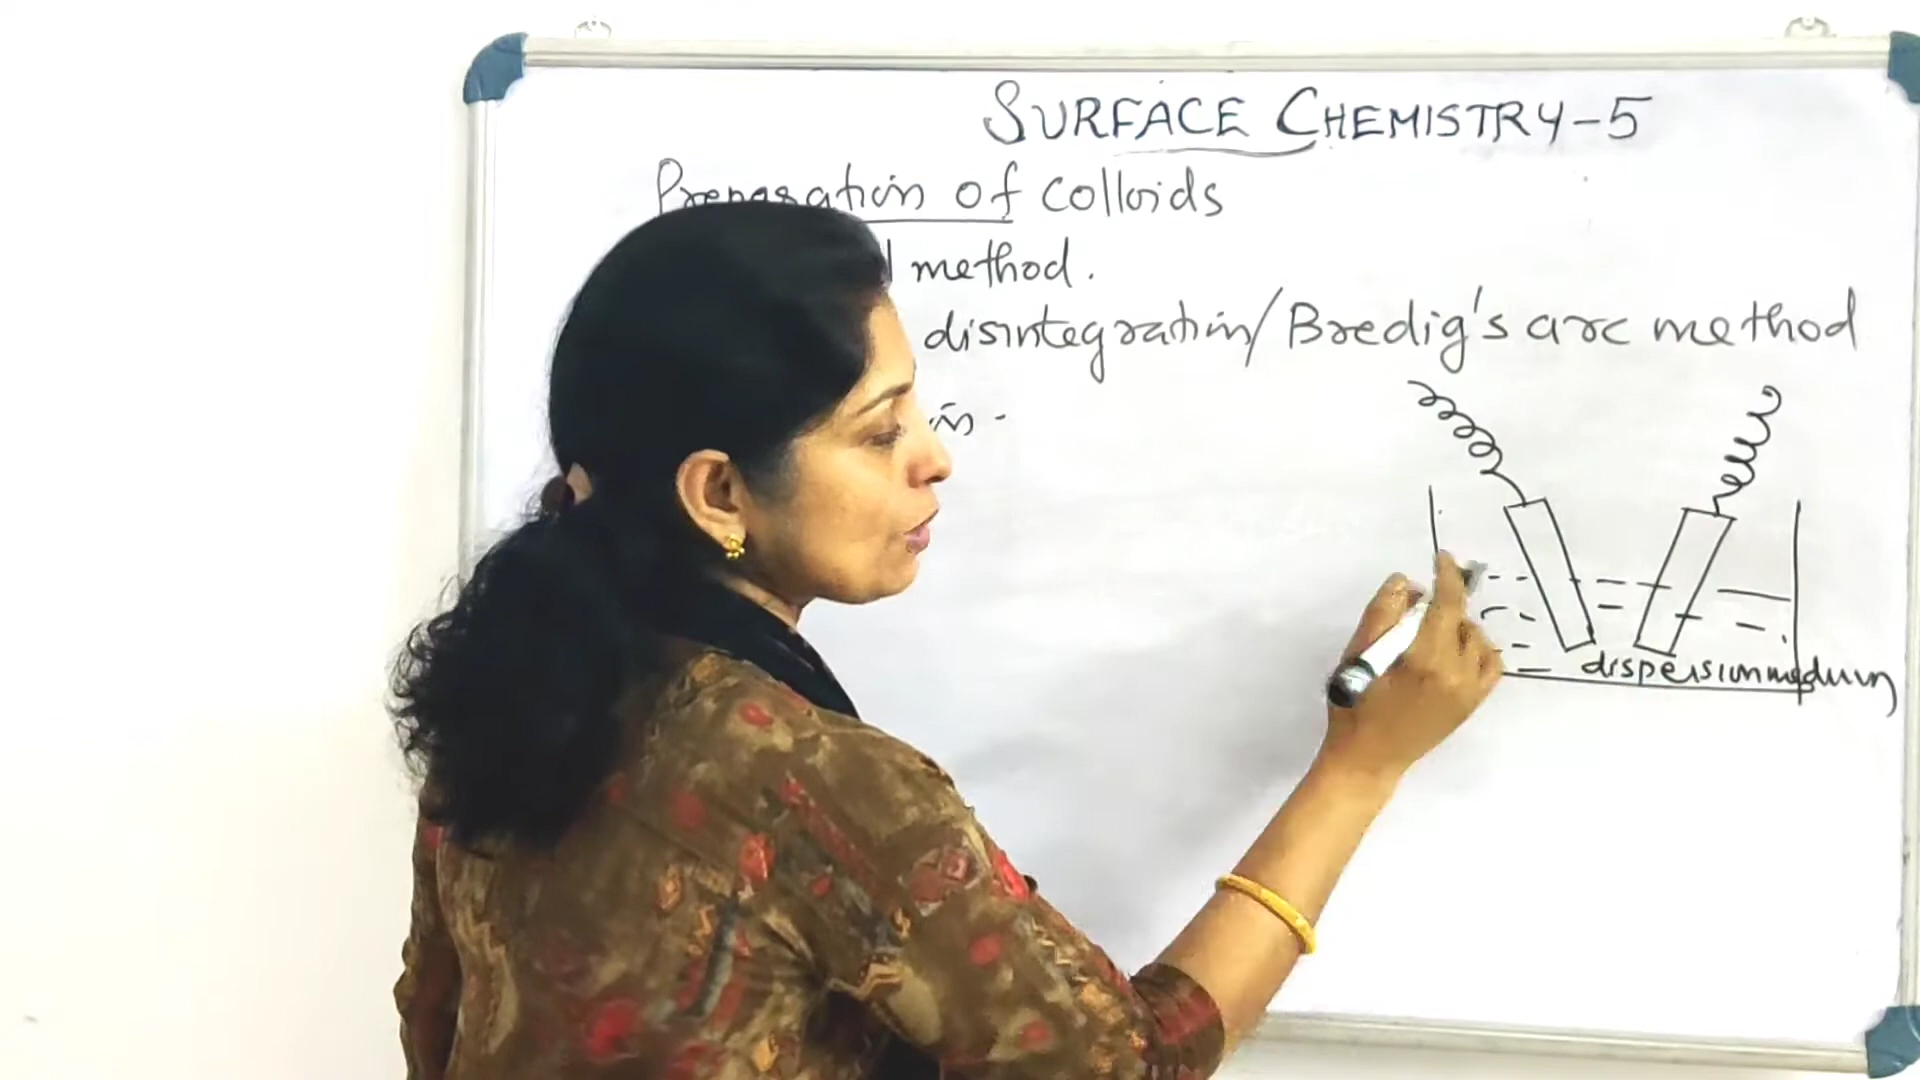 SURFACE CHEMISTRY-5
Preparation of colloids
method.
disintegration/Bredig's arc method
dispersion medium